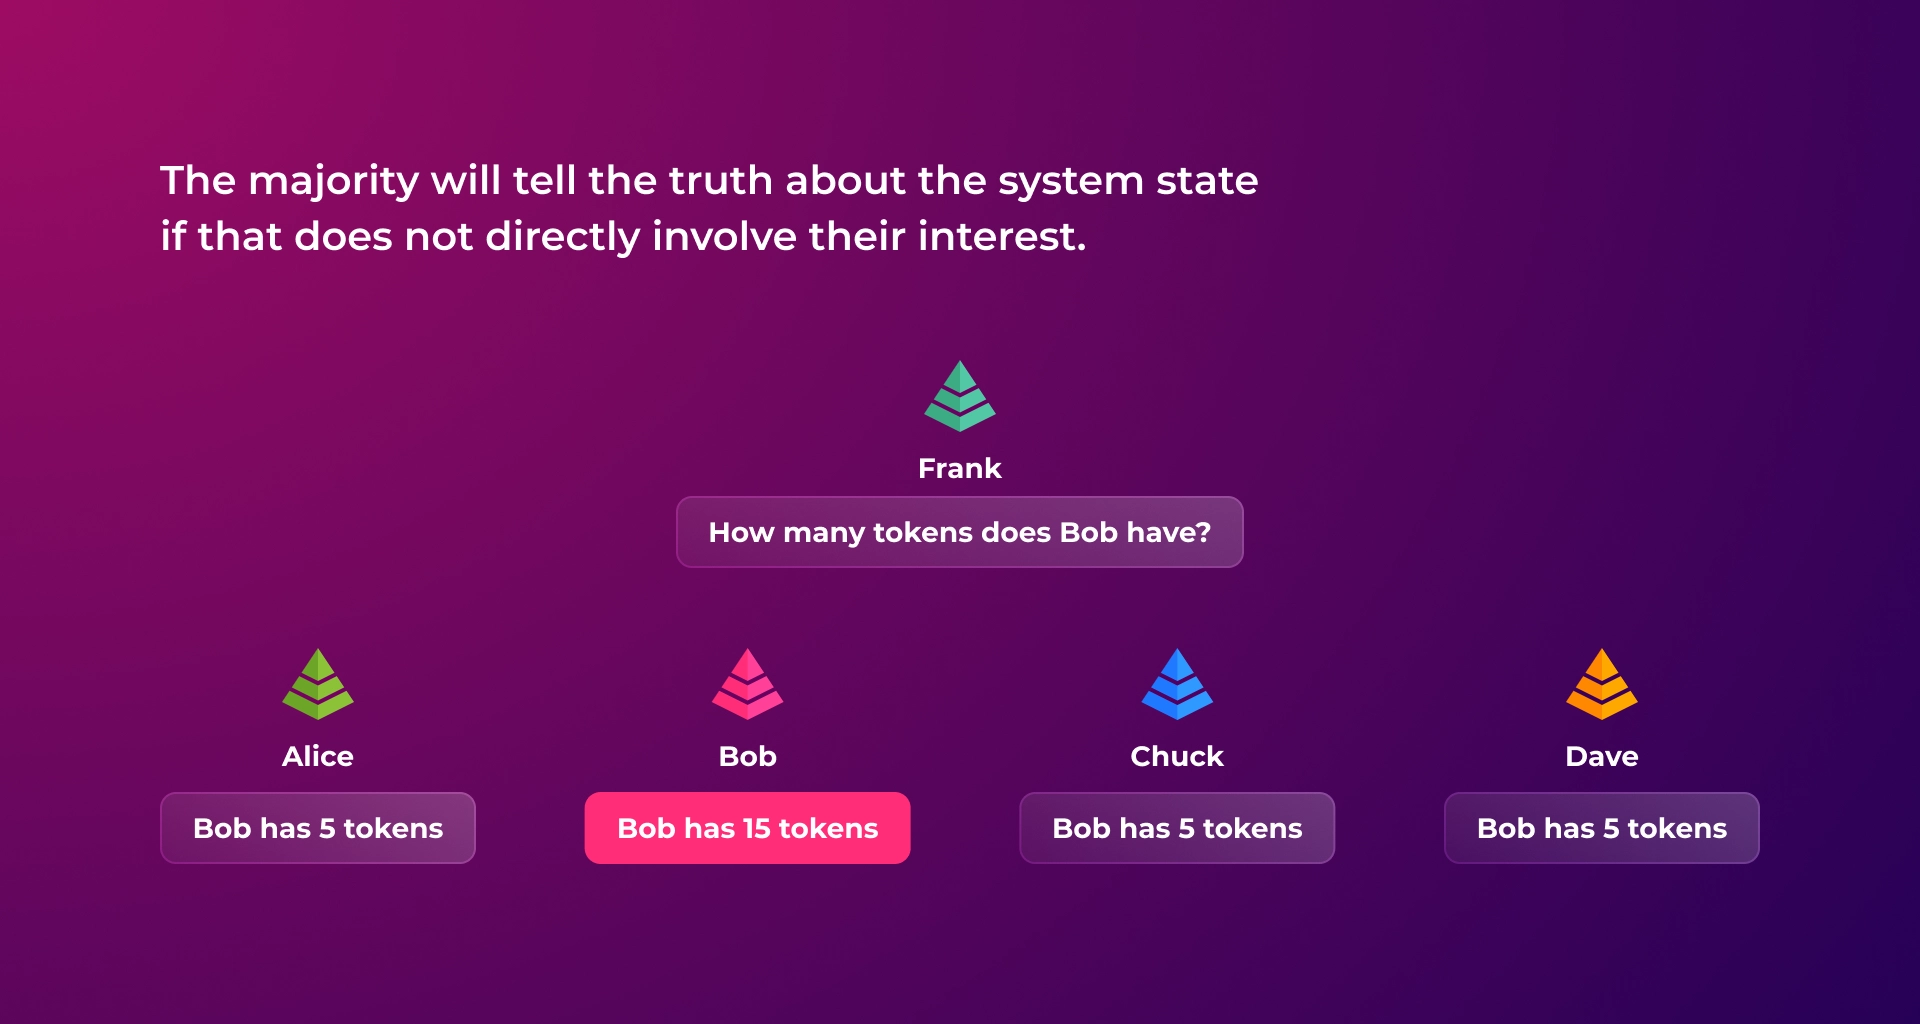 The majority will tell the truth about the system state
if that does not directly involve their interest.
Frank
How many tokens does Bob have?
Alice
Bob has 5 tokens
Bob
Bob has 15 tokens
Chuck
Bob has 5 tokens
Dave
Bob has 5 tokens